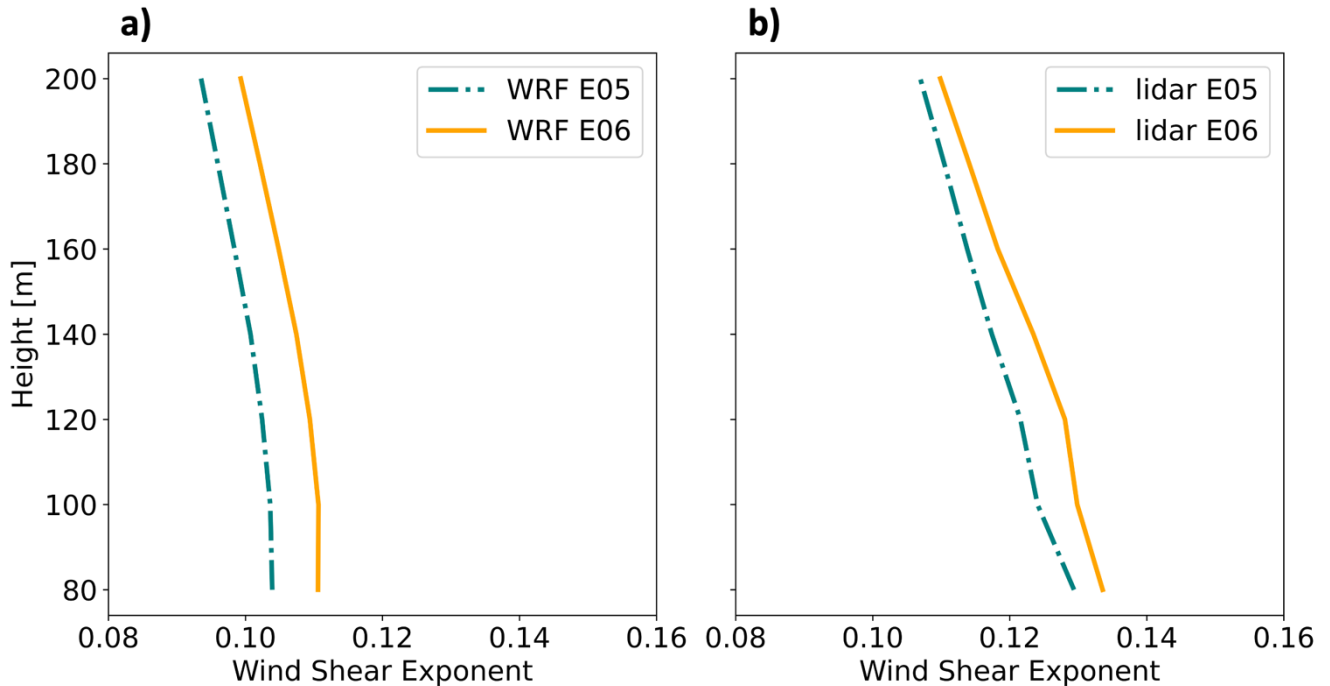 a)
WRF E05
WRF E06
200
180
160
140
120
100
80
Height [m]
0.08
0.10
0.12
0.14
0.16
Wind Shear Exponent
b)
lidar E05
lidar E06
0.08
0.10
0.12
0.14
0.16
Wind Shear Exponent